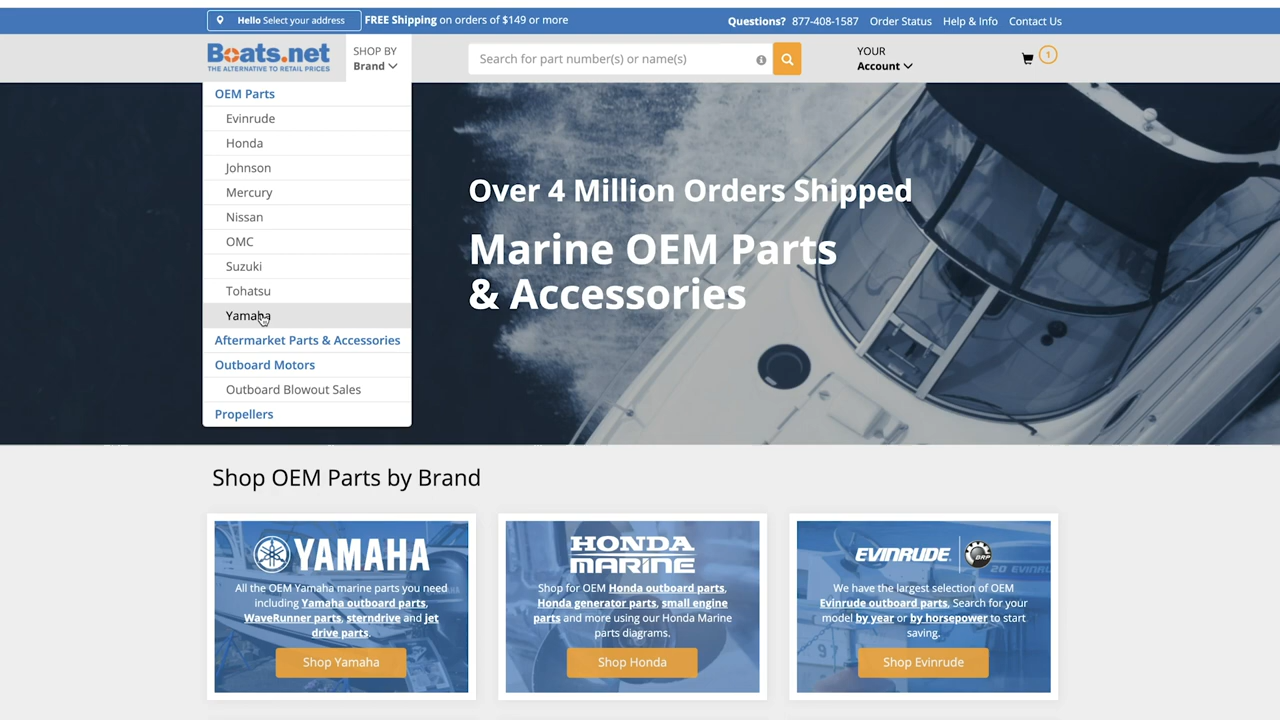 Hello Select your address
FREE Shipping on orders of $149 or more
Questions? 877-408-1587
Order Status
Help & Info
Contact Us
Boats.net
THE ALTERNATIVE TO RETAIL PRICES
SHOP BY
Brand
Search for part number(s) or name(s)
YOUR
Account
1
OEM Parts
Evinrude
Honda
Johnson
Mercury
Nissan
OMC
Suzuki
Tohatsu
Yamaha
Aftermarket Parts & Accessories
Outboard Motors
Outboard Blowout Sales
Propellers
Over 4 Million Orders Shipped
Marine OEM Parts
& Accessories
Shop OEM Parts by Brand
YAMAHA
All the OEM Yamaha marine parts you need
including Yamaha outboard parts,
WaveRunner parts, sterndrive and jet
drive parts.
Shop Yamaha
HONDA
MARINE
Shop for OEM Honda outboard parts,
Honda generator parts, small engine
parts and more using our Honda Marine
parts diagrams.
Shop Honda
EVINRUDE
BRP
We have the largest selection of OEM
Evinrude outboard parts. Search for your
model by year or by horsepower to start
saving.
Shop Evinrude